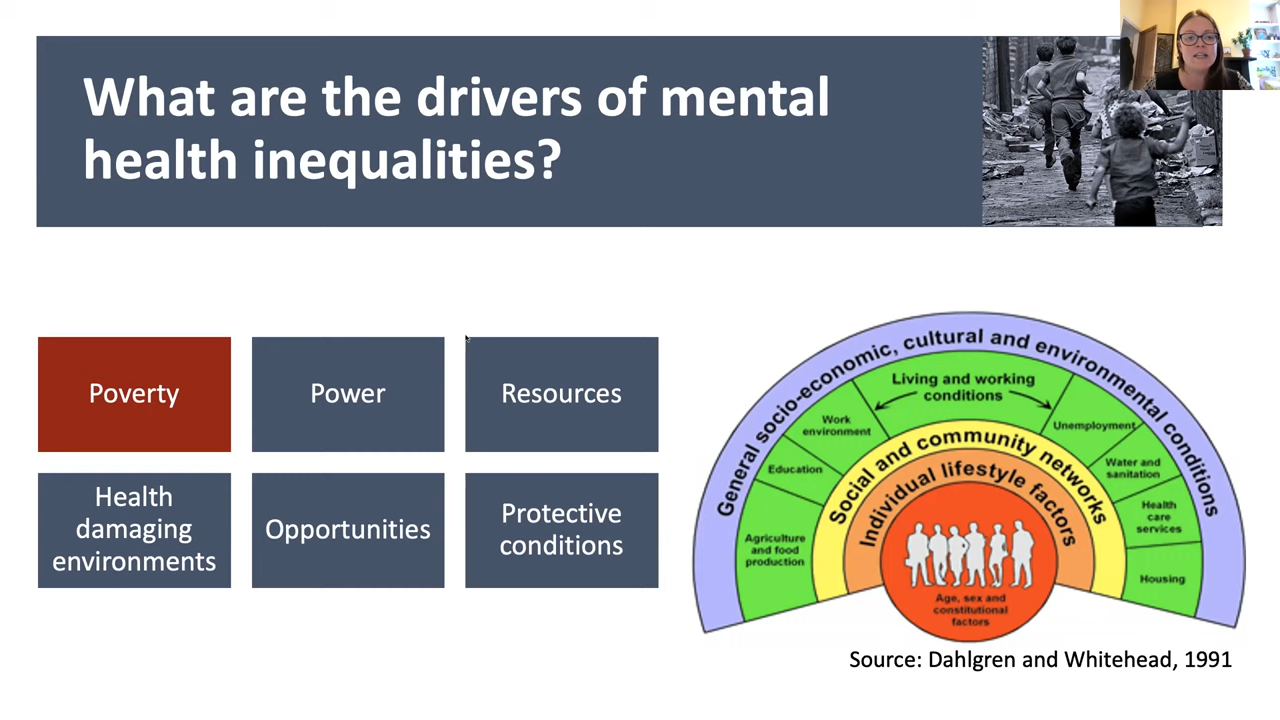 What are the drivers of mental
health inequalities?
Poverty
Power
Resources
Health
damaging
environments
Opportunities
Protective
conditions
General socio-economic, cultural and environmental conditions
Living and working
conditions
Work
environment
Education
Agriculture
and food
production
Unemployment
Water and
sanitation
Health
care
services
Housing
Social and community networks
Individual lifestyle factors
Age, sex and
constitutional
factors
Source: Dahlgren and Whitehead, 1991